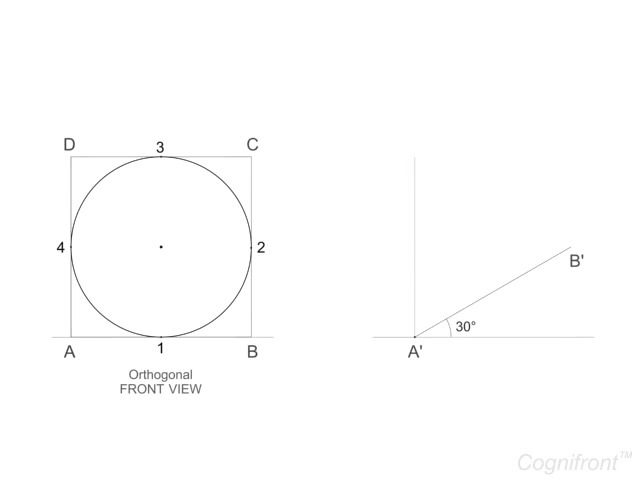 D
3
C
4
2
B'
30°
A
1
B
A'
Orthogonal
FRONT VIEW
Cognifront™